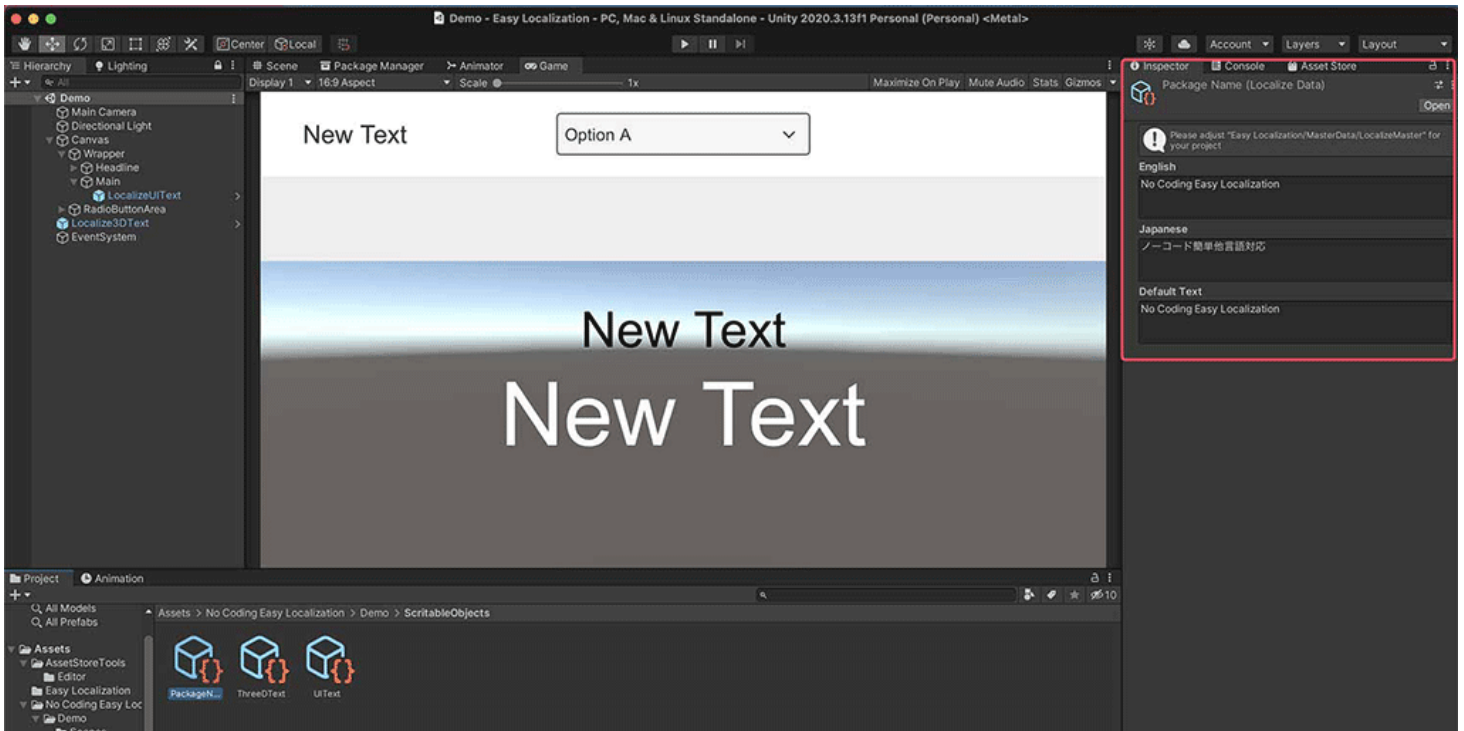 Demo - Easy Localization - PC, Mac & Linux Standalone - Unity 2020.3.13f1 Personal (Personal) <Metal>
Center Local
Account Layers Layout
Hierarchy Lighting
Scene Package Manager Animator Game
Inspector Console Asset Store
All
Display 1 16:9 Aspect Scale 1x Maximize On Play Mute Audio Stats Gizmos
Demo
Main Camera
Directional Light
Canvas
Wrapper
Headline
Main
LocalizeUIText
RadioButtonArea
Localize3DText
EventSystem
New Text
Option A
New Text
New Text
Package Name (Localize Data)
Open
Please adjust "Easy Localization/MasterData/LocalizeMaster" for
your project
English
No Coding Easy Localization
Japanese
ノーコード簡単他言語対応
Default Text
No Coding Easy Localization
Project Animation
10
All Models
All Prefabs
Assets
AssetStoreTools
Editor
Easy Localization
No Coding Easy Loc
Demo
Assets > No Coding Easy Localization > Demo > ScritableObjects
PackageN...
ThreeDText
UIText